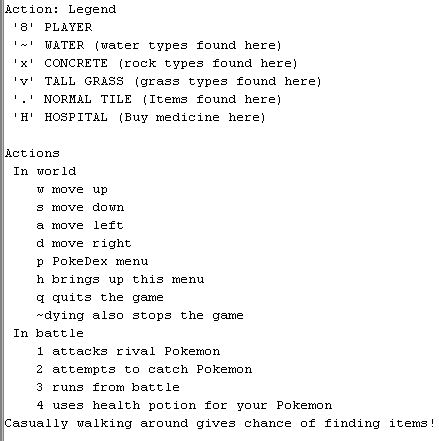 Action: Legend
'8' PLAYER
'~' WATER (water types found here)
'x' CONCRETE (rock types found here)
'v' TALL GRASS (grass types found here)
'.' NORMAL TILE (Items found here)
'H' HOSPITAL (Buy medicine here)
Actions
In world
w move up
s move down
a move left
d move right
p PokeDex menu
h brings up this menu
q quits the game
~dying also stops the game
In battle
1 attacks rival Pokemon
2 attempts to catch Pokemon
3 runs from battle
4 uses health potion for your Pokemon
Casually walking around gives chance of finding items!